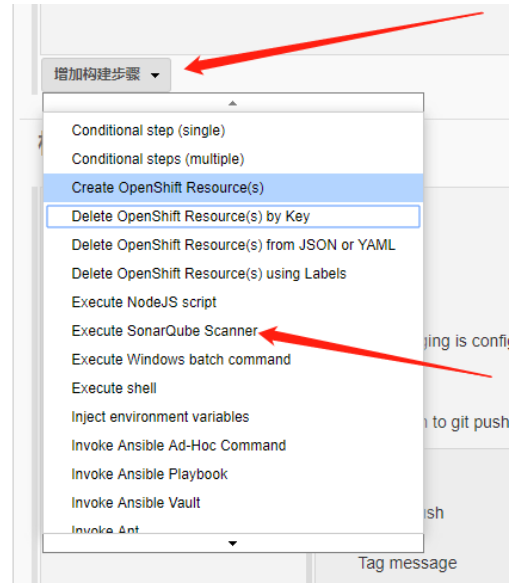 增加构建步骤
Conditional step (single)
Conditional steps (multiple)
Create OpenShift Resource(s)
Delete OpenShift Resource(s) by Key
Delete OpenShift Resource(s) from JSON or YAML
Delete OpenShift Resource(s) using Labels
Execute NodeJS script
Execute SonarQube Scanner
ging is config
Execute Windows batch command
Execute shell
Inject environment variables
to git push
Invoke Ansible Ad-Hoc Command
Invoke Ansible Playbook
Invoke Ansible Vault
ush
Invoke Ant
Tag message